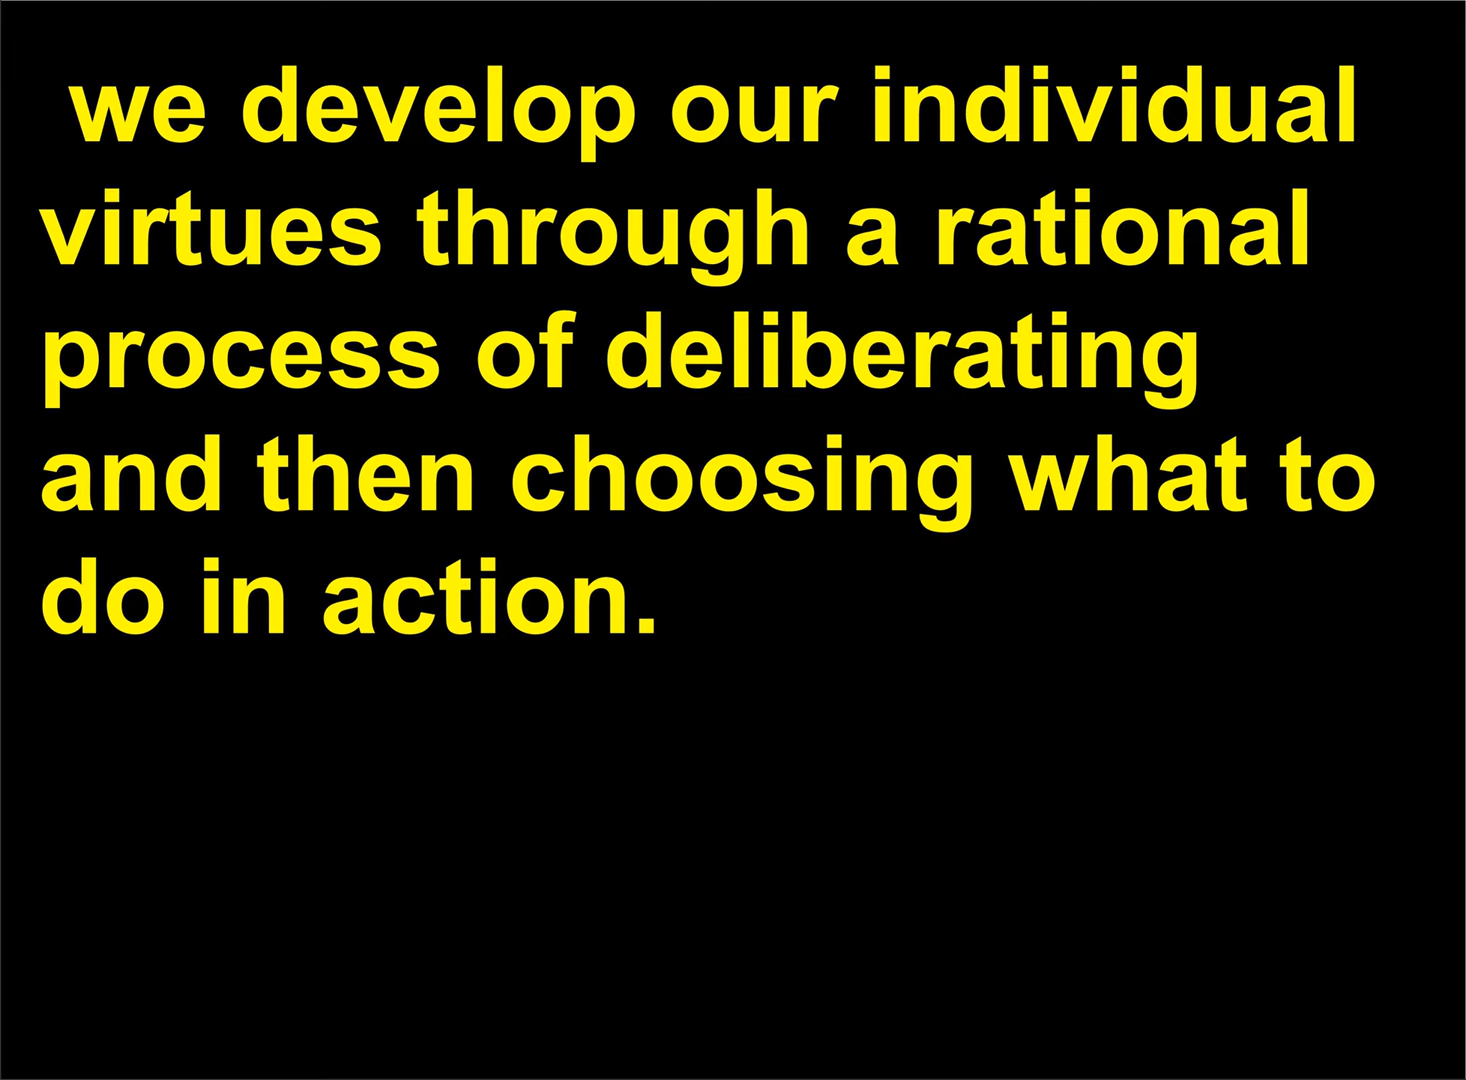 we develop our individual
virtues through a rational
process of deliberating
and then choosing what to
do in action.